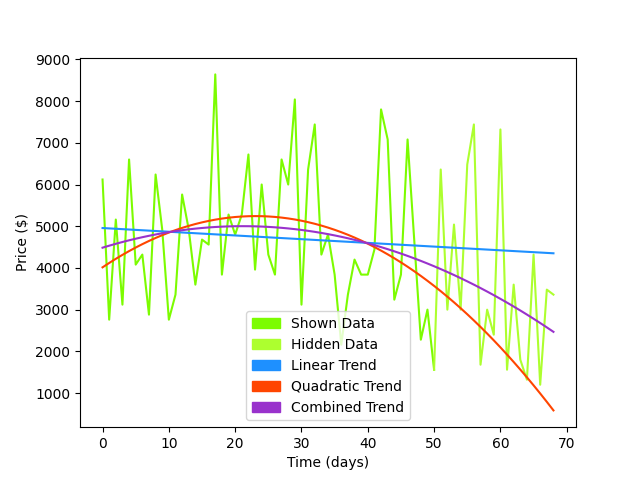 9000
8000
7000
6000
5000
4000
3000
2000
1000
Price ($)
Shown Data
Hidden Data
Linear Trend
Quadratic Trend
Combined Trend
0 10 20 30 40 50 60 70
Time (days)